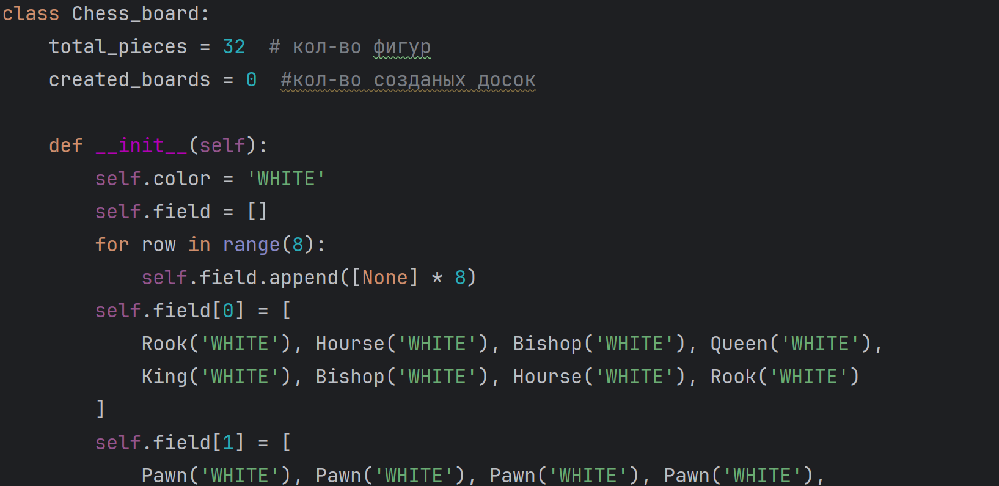 class Chess_board:
total_pieces = 32  # кол-во фигур
created_boards = 0  #кол-во созданых досок
def __init__(self):
self.color = 'WHITE'
self.field = []
for row in range(8):
self.field.append([None] * 8)
self.field[0] = [
Rook('WHITE'), Hourse('WHITE'), Bishop('WHITE'), Queen('WHITE'),
King('WHITE'), Bishop('WHITE'), Hourse('WHITE'), Rook('WHITE')
]
self.field[1] = [
Pawn('WHITE'), Pawn('WHITE'), Pawn('WHITE'), Pawn('WHITE'),